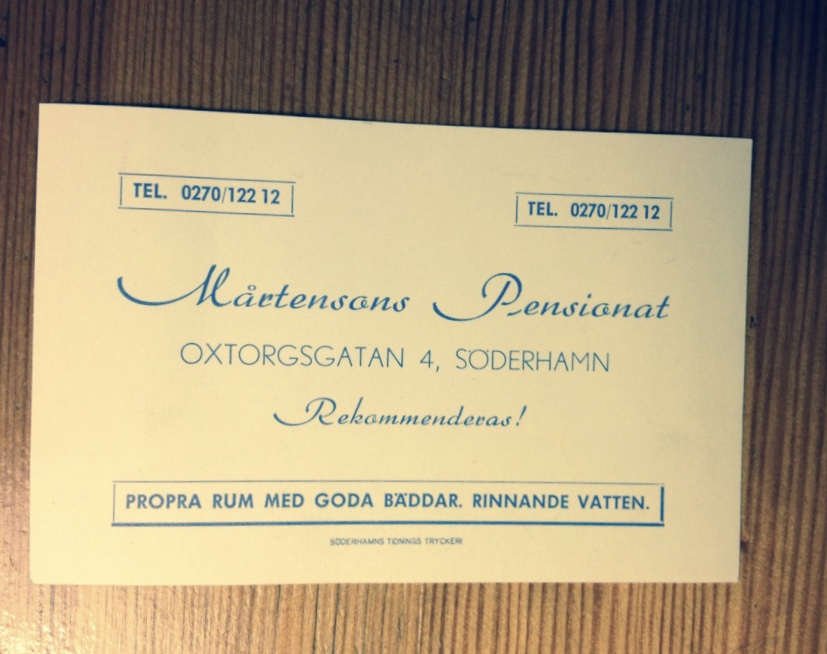 TEL. 0270/122 12
TEL. 0270/122 12
Mårtensons Pensionat
OXTORGSGATAN 4, SÖDERHAMN
Rekommenderas!
PROPRA RUM MED GODA BÄDDAR. RINNANDE VATTEN.
SÖDERHAMNS TIDNINGS TRYCKERI